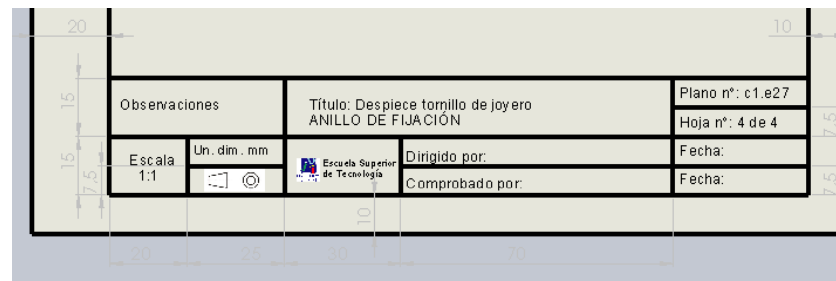 20
10
15
Observaciones
Título: Despiece tornillo de joyero
ANILLO DE FIJACIÓN
Plano n°: c1.e27
Hoja n°: 4 de 4
7,5
15
7,5
Escala
1:1
Un. dim. mm
Escuela Superior
de Tecnología
Dirigido por:
Fecha:
Comprobado por:
Fecha:
7,5
10
20
25
30
70